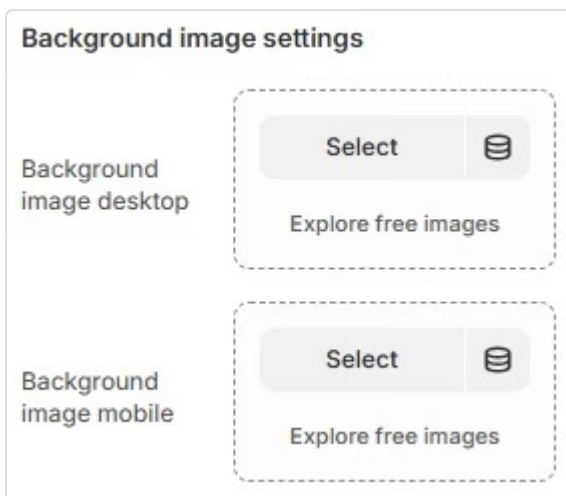 Background image settings
Select
Background
image desktop
Explore free images
Select
Background
image mobile
Explore free images